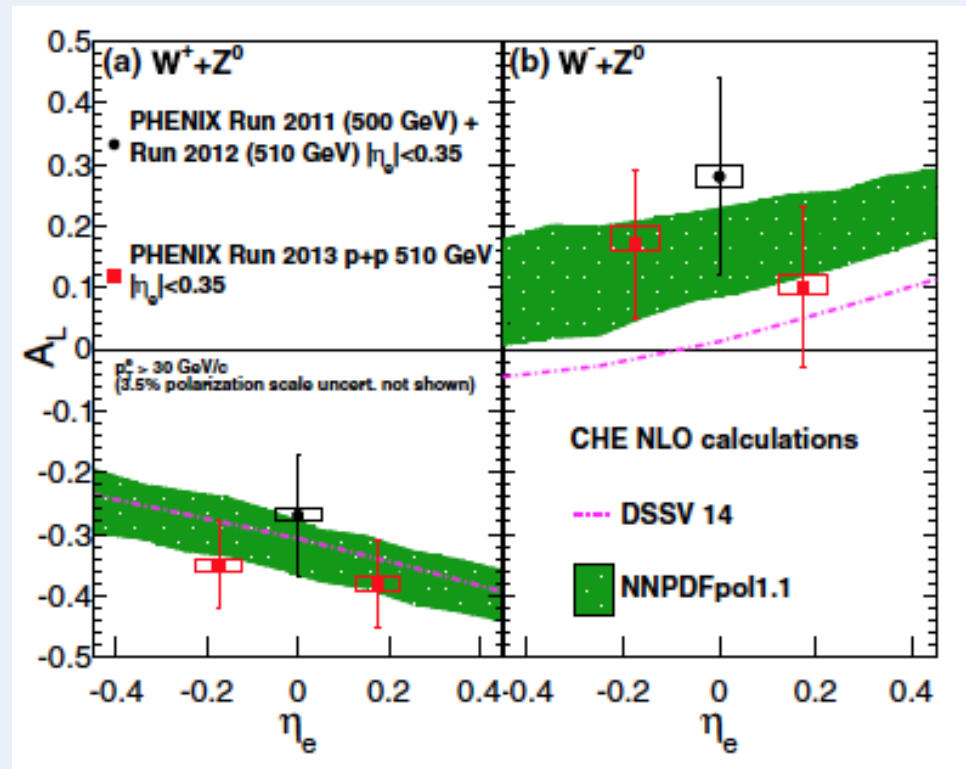 (a) W⁺+Z⁰
PHENIX Run 2011 (500 GeV) +
Run 2012 (510 GeV) |ηₑ|<0.35
PHENIX Run 2013 p+p 510 GeV
|ηₑ|<0.35
p_T^e > 30 GeV/c
(3.5% polarization scale uncert. not shown)
(b) W⁻+Z⁰
CHE NLO calculations
DSSV 14
NNPDFpol1.1
A_L
0.5
0.4
0.3
0.2
0.1
0
-0.1
-0.2
-0.3
-0.4
-0.5
-0.4 -0.2 0 0.2 0.4
-0.4 -0.2 0 0.2 0.4
ηₑ
ηₑ